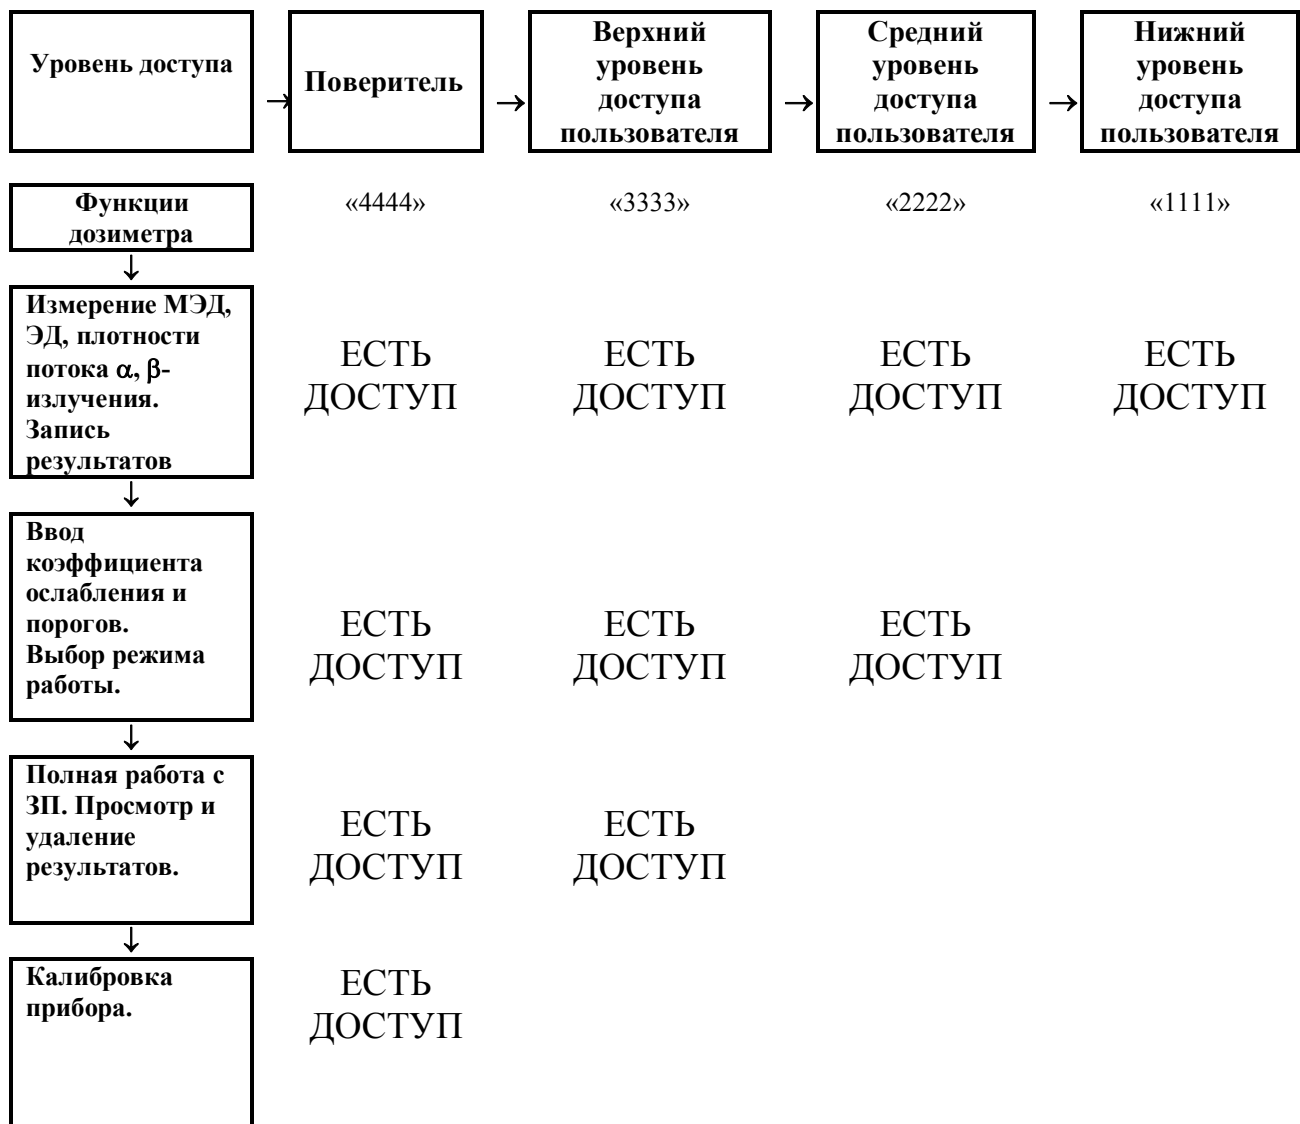 Уровень доступа
Поверитель
Верхний
уровень
доступа
пользователя
Средний
уровень
доступа
пользователя
Нижний
уровень
доступа
пользователя
Функции
дозиметра
«4444»
«3333»
«2222»
«1111»
Измерение МЭД,
ЭД, плотности
потока α, β-
излучения.
Запись
результатов
ЕСТЬ
ДОСТУП
ЕСТЬ
ДОСТУП
ЕСТЬ
ДОСТУП
ЕСТЬ
ДОСТУП
Ввод
коэффициента
ослабления и
порогов.
Выбор режима
работы.
ЕСТЬ
ДОСТУП
ЕСТЬ
ДОСТУП
ЕСТЬ
ДОСТУП
Полная работа с
ЗП. Просмотр и
удаление
результатов.
ЕСТЬ
ДОСТУП
ЕСТЬ
ДОСТУП
Калибровка
прибора.
ЕСТЬ
ДОСТУП